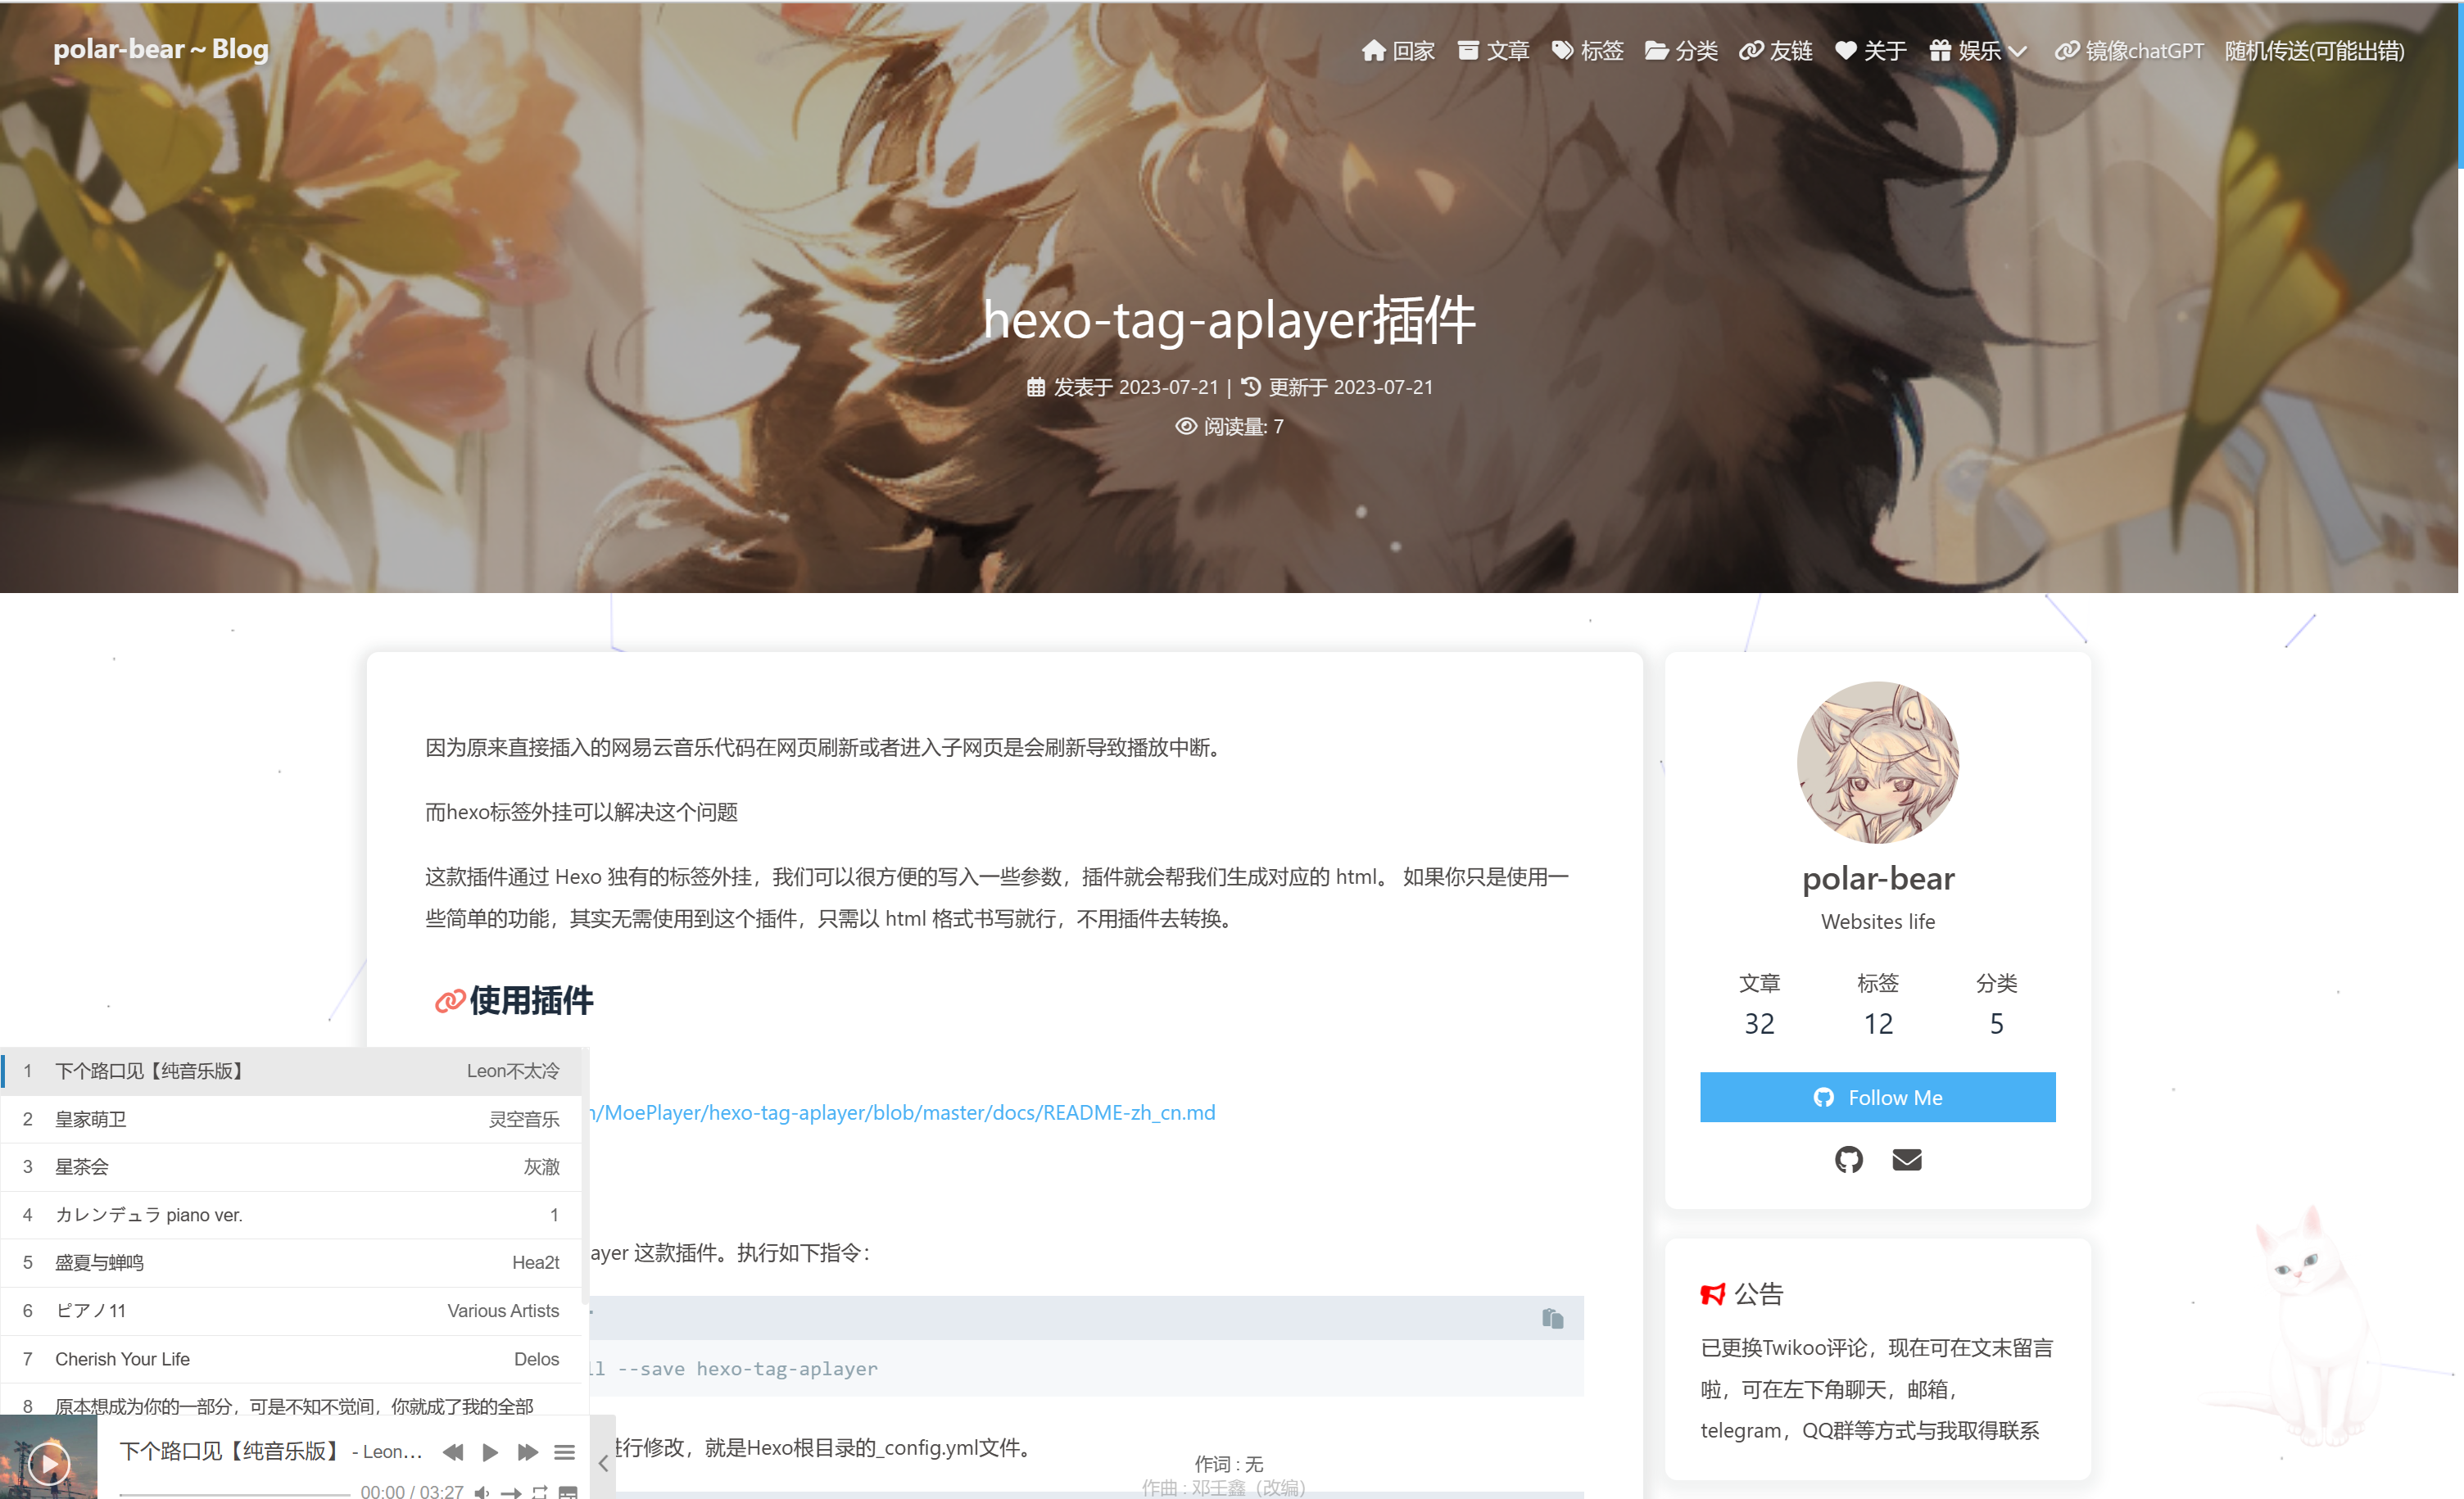 polar-bear ~ Blog
回家 文章 标签 分类 友链 关于 娱乐 镜像chatGPT 随机传送(可能出错)
hexo-tag-aplayer插件
发表于 2023-07-21 | 更新于 2023-07-21
阅读量: 7
因为原来直接插入的网易云音乐代码在网页刷新或者进入子网页是会刷新导致播放中断。
而hexo标签外挂可以解决这个问题
这款插件通过 Hexo 独有的标签外挂，我们可以很方便的写入一些参数，插件就会帮我们生成对应的 html。 如果你只是使用一
些简单的功能，其实无需使用到这个插件，只需以 html 格式书写就行，不用插件去转换。
使用插件
/MoePlayer/hexo-tag-aplayer/blob/master/docs/README-zh_cn.md
ayer 这款插件。执行如下指令：
ll --save hexo-tag-aplayer
进行修改，就是Hexo根目录的_config.yml文件。
polar-bear
Websites life
文章 标签 分类
32 12 5
Follow Me
公告
已更换Twikoo评论，现在可在文末留言
啦，可在左下角聊天，邮箱，
telegram，QQ群等方式与我取得联系
1 下个路口见【纯音乐版】 Leon不太冷
2 皇家萌卫 灵空音乐
3 星茶会 灰澈
4 カレンデュラ piano ver. 1
5 盛夏与蝉鸣 Hea2t
6 ピアノ11 Various Artists
7 Cherish Your Life Delos
8 原本想成为你的一部分，可是不知不觉间，你就成了我的全部
下个路口见【纯音乐版】 - Leon...
00:00 / 03:27
作词 : 无
作曲 : 邓王鑫（改编）